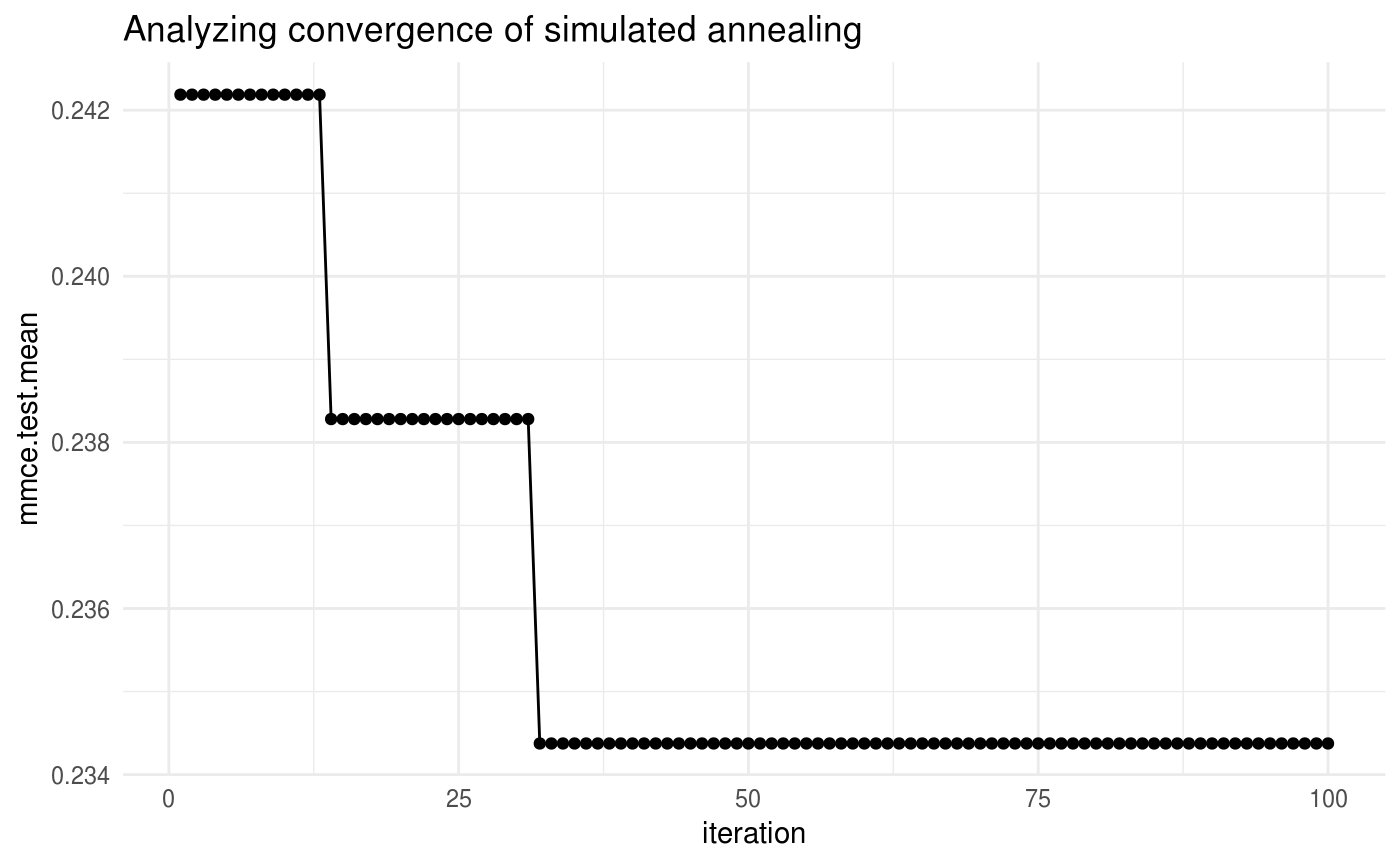 Analyzing convergence of simulated annealing
0.242
0.240
0.238
0.236
0.234
mmce.test.mean
0 25 50 75 100
iteration